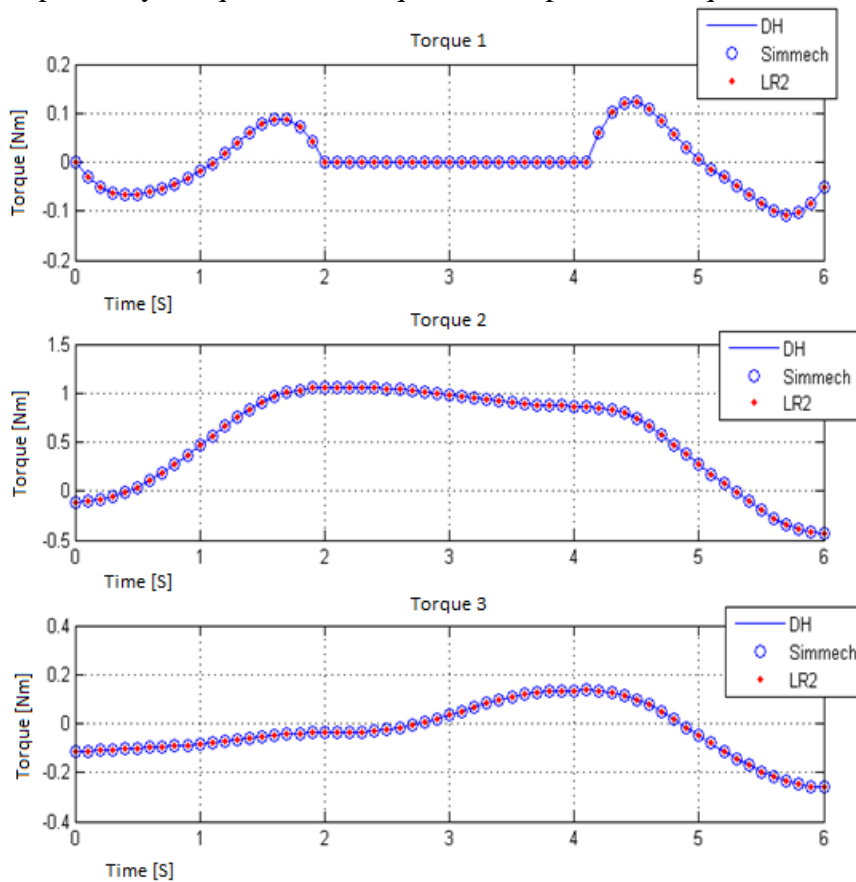 Torque 1
DH
Simmech
LR2
Torque [Nm]
0.2
0.1
0
-0.1
-0.2
0 1 2 3 4 5 6
Time [S]
Torque 2
DH
Simmech
LR2
Torque [Nm]
1.5
1
0.5
0
-0.5
0 1 2 3 4 5 6
Time [S]
Torque 3
DH
Simmech
LR2
Torque [Nm]
0.4
0.2
0
-0.2
-0.4
0 1 2 3 4 5 6
Time [S]